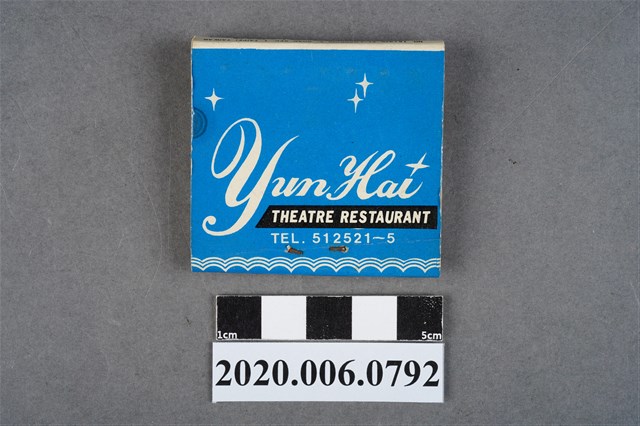 Yun Hai
THEATRE RESTAURANT
TEL. 512521~5
1cm 5cm
2020.006.0792